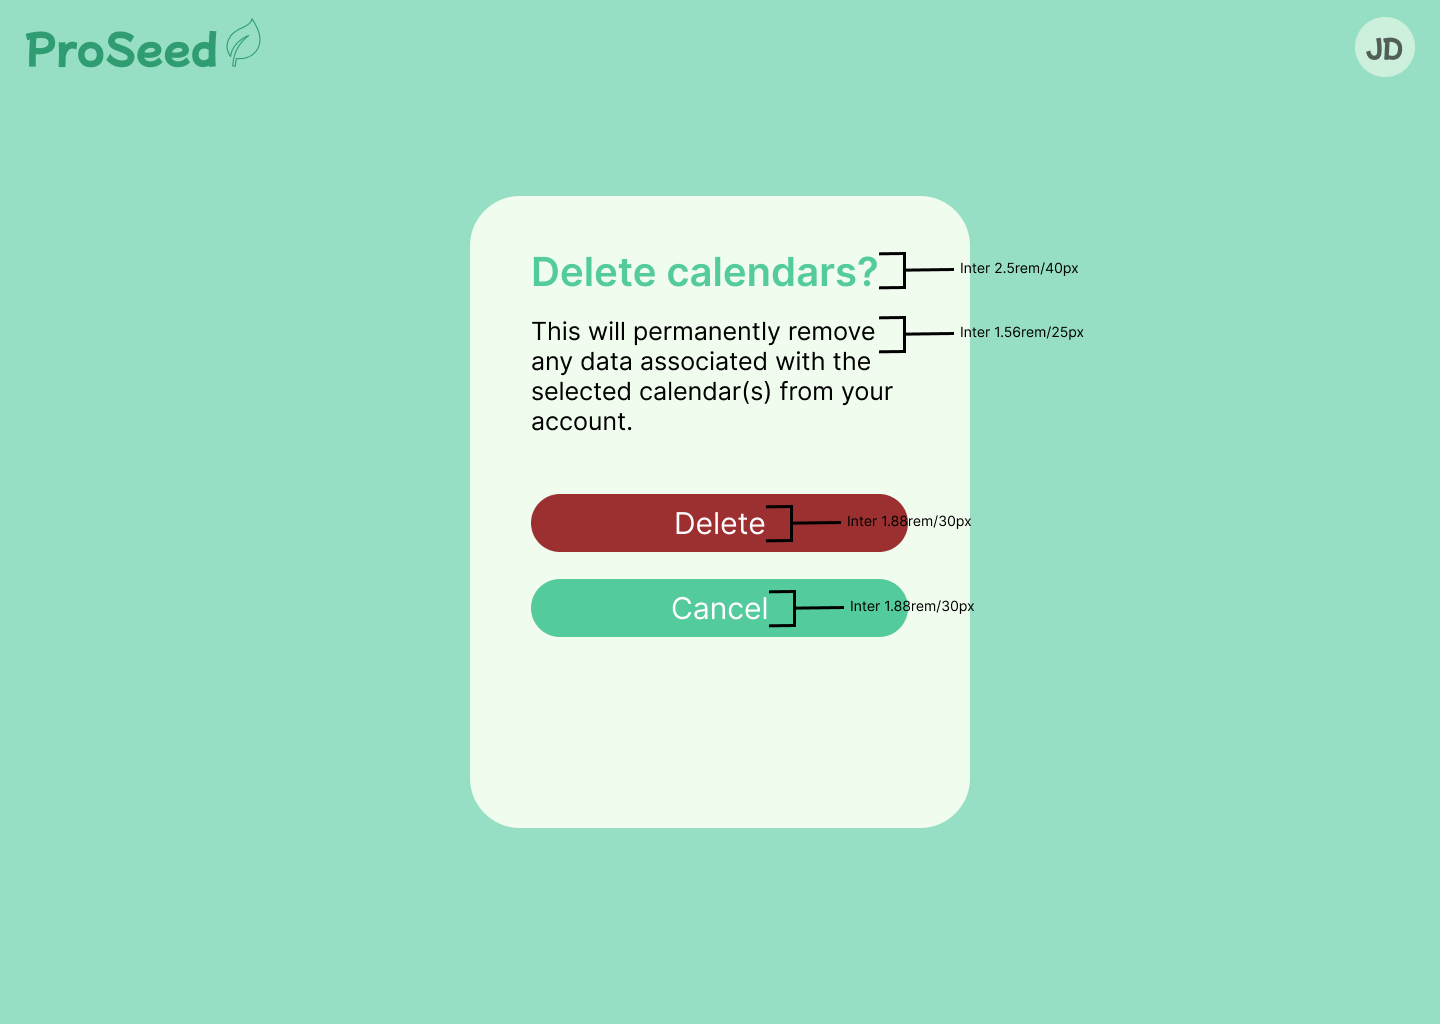 ProSeed
JD
Delete calendars?
Inter 2.5rem/40px
This will permanently remove
Inter 1.56rem/25px
any data associated with the
selected calendar(s) from your
account.
Delete
Inter 1.88rem/30px
Cancel
Inter 1.88rem/30px